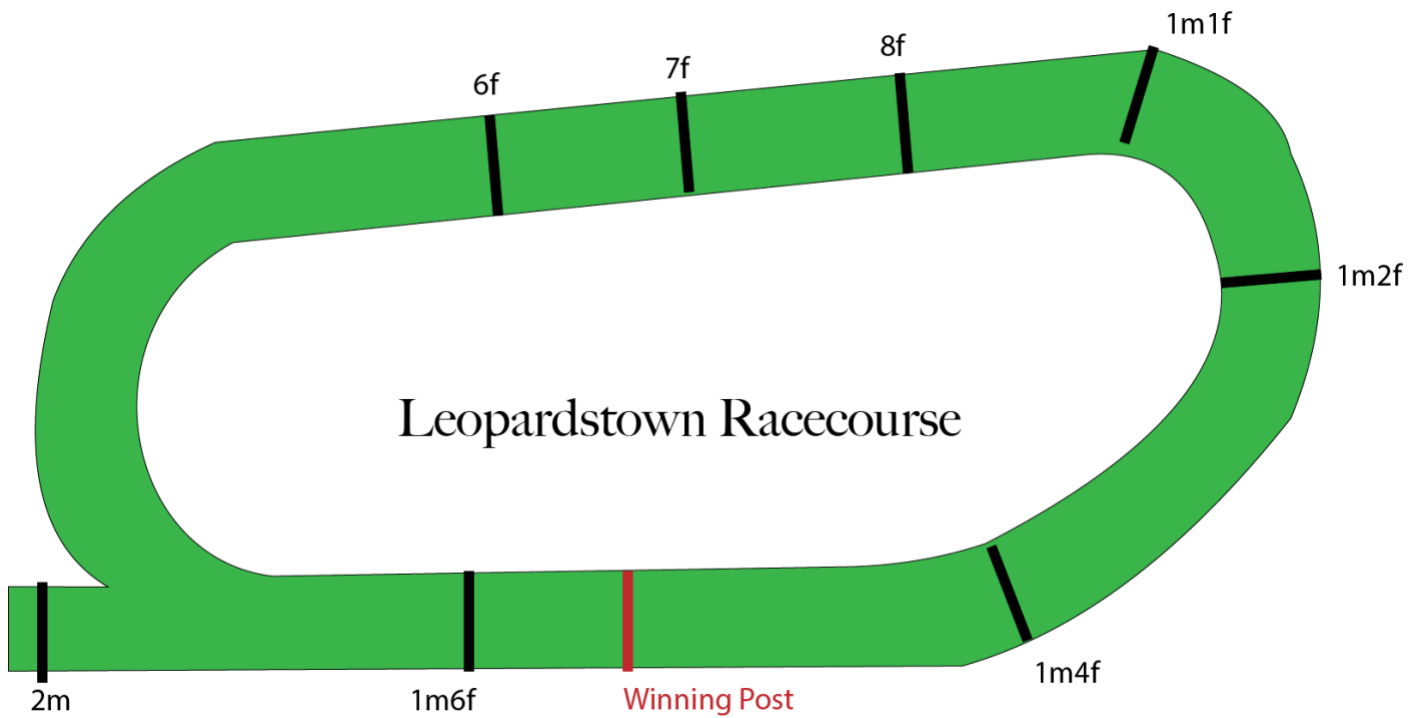 1m1f
8f
7f
6f
1m2f
Leopardstown Racecourse
1m4f
2m
1m6f
Winning Post